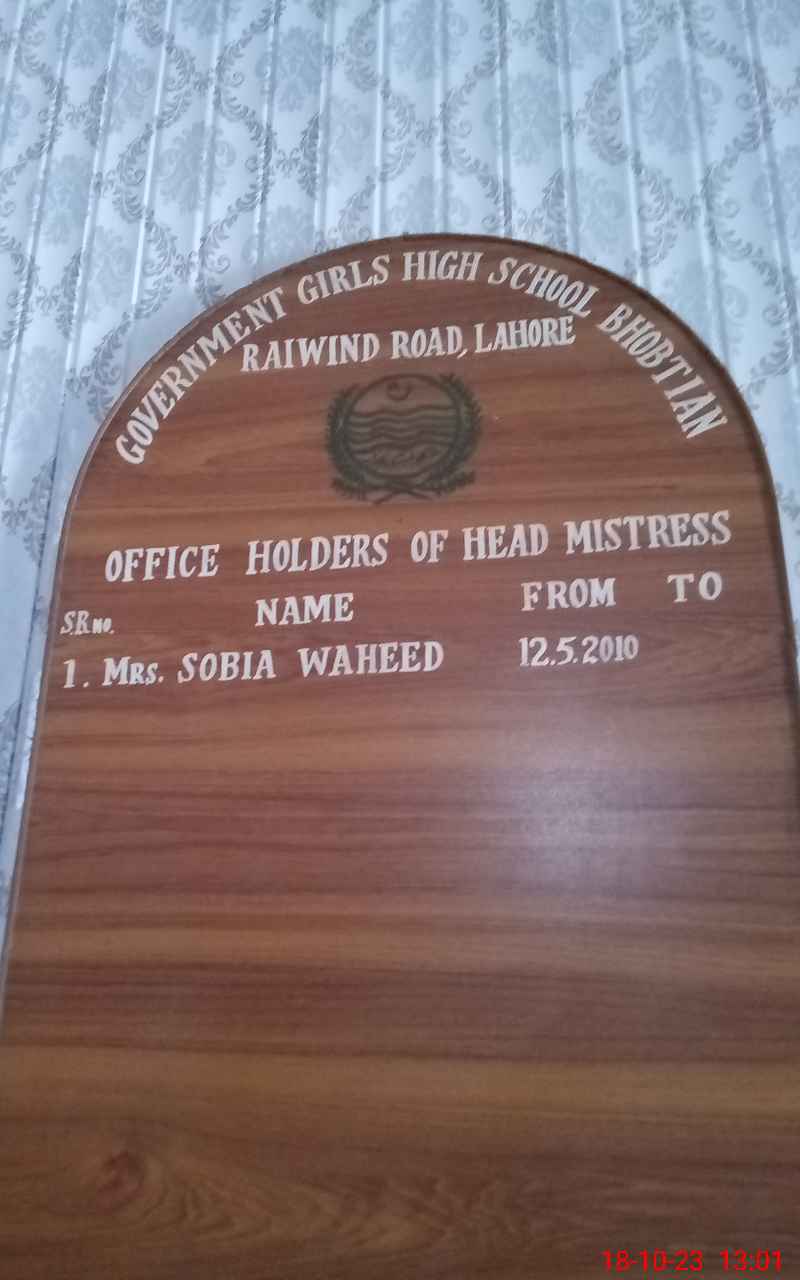 GOVERNMENT GIRLS HIGH SCHOOL BHOBTIAN
RAIWIND ROAD, LAHORE
OFFICE HOLDERS OF HEAD MISTRESS
S.R NO. NAME FROM TO
1. MRS. SOBIA WAHEED 12.5.2010
18-10-23 13:01